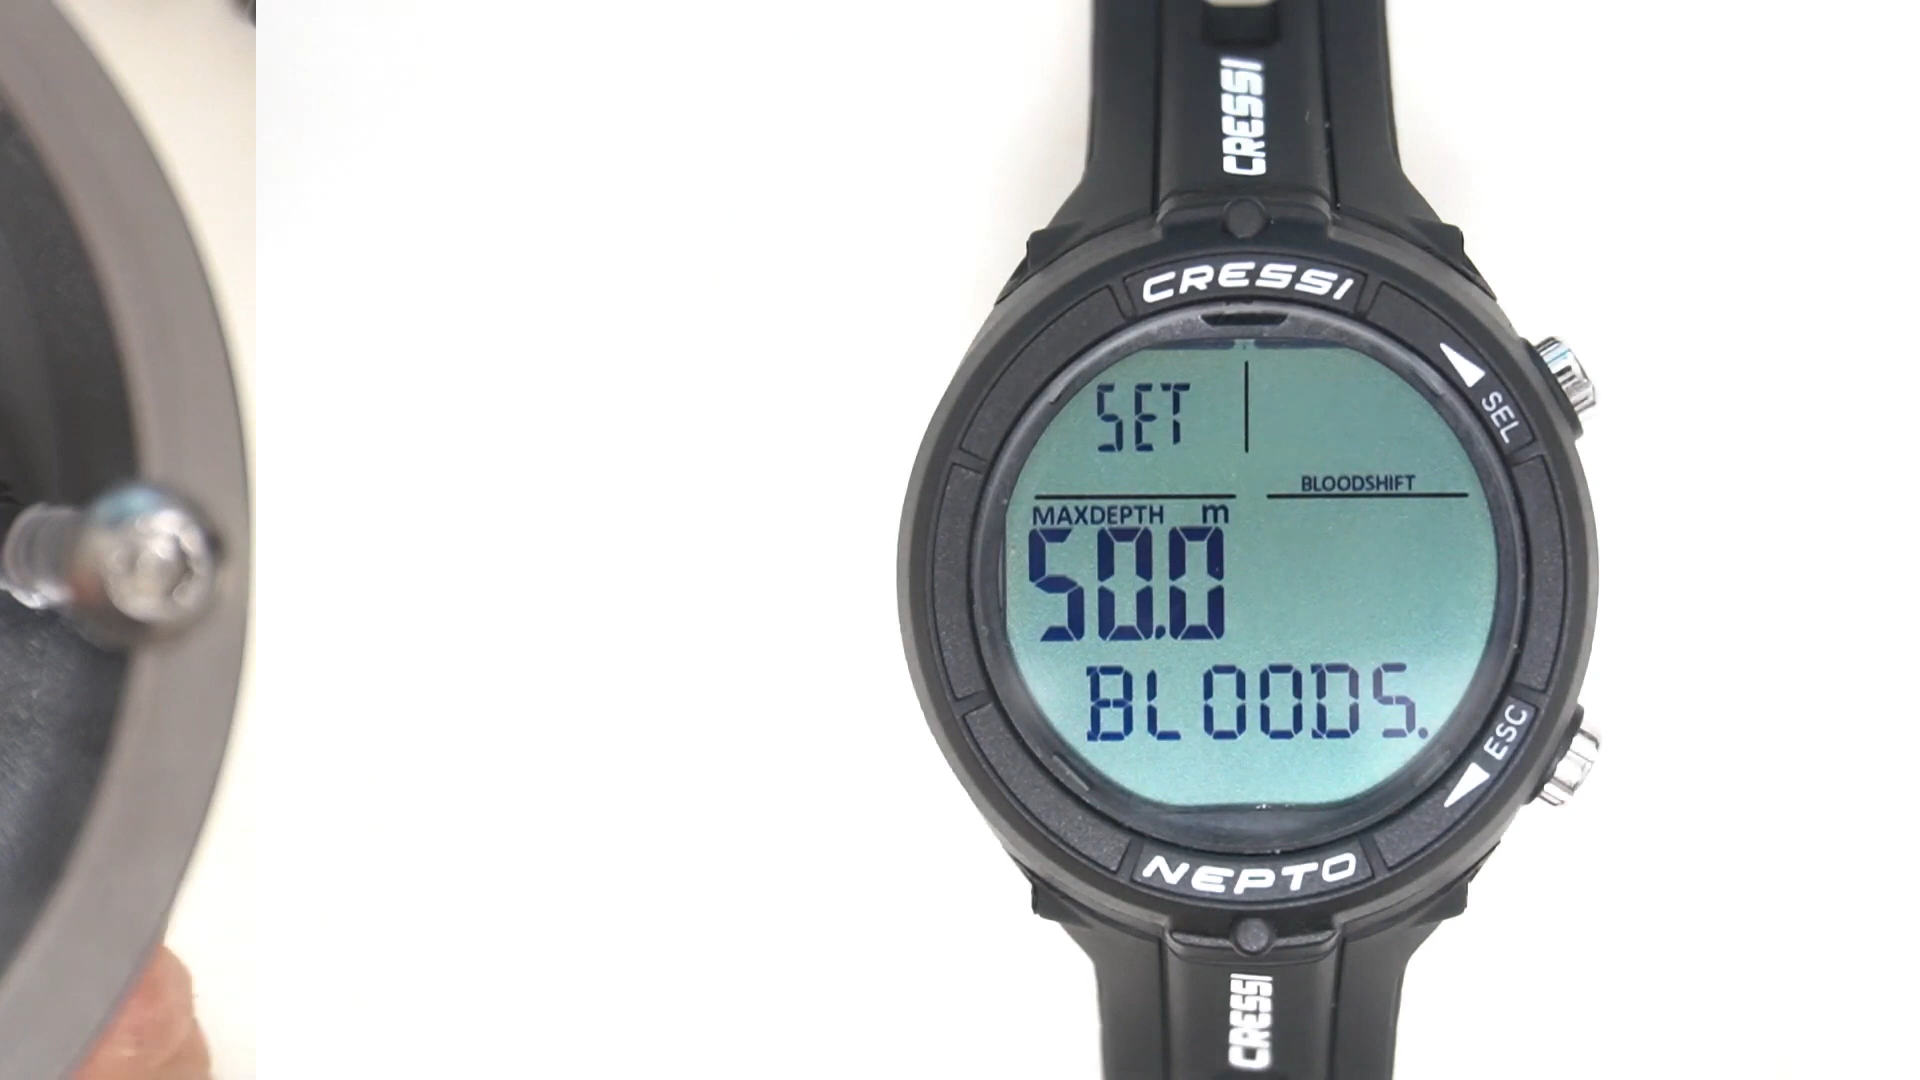 CRESSI
CRESSI
SEL
SET
BLOODSHIFT
MAXDEPTH m
50.0
BLOODS.
ESC
NEPTO
CRESSI